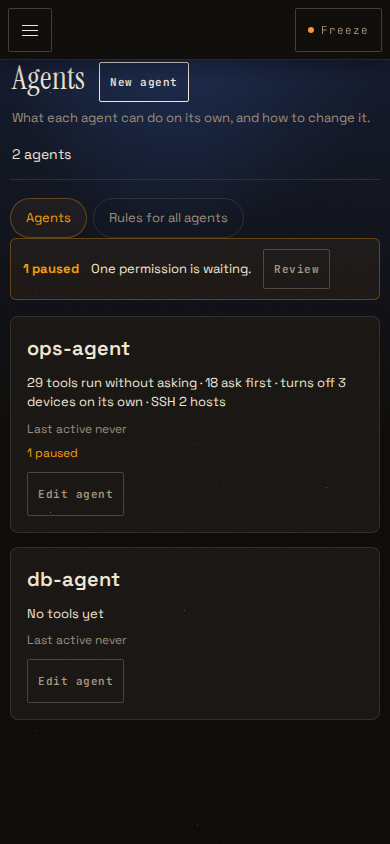 Freeze
Agents
New agent
What each agent can do on its own, and how to change it.
2 agents
Agents
Rules for all agents
1 paused One permission is waiting. Review
ops-agent
29 tools run without asking · 18 ask first · turns off 3
devices on its own · SSH 2 hosts
Last active never
1 paused
Edit agent
db-agent
No tools yet
Last active never
Edit agent